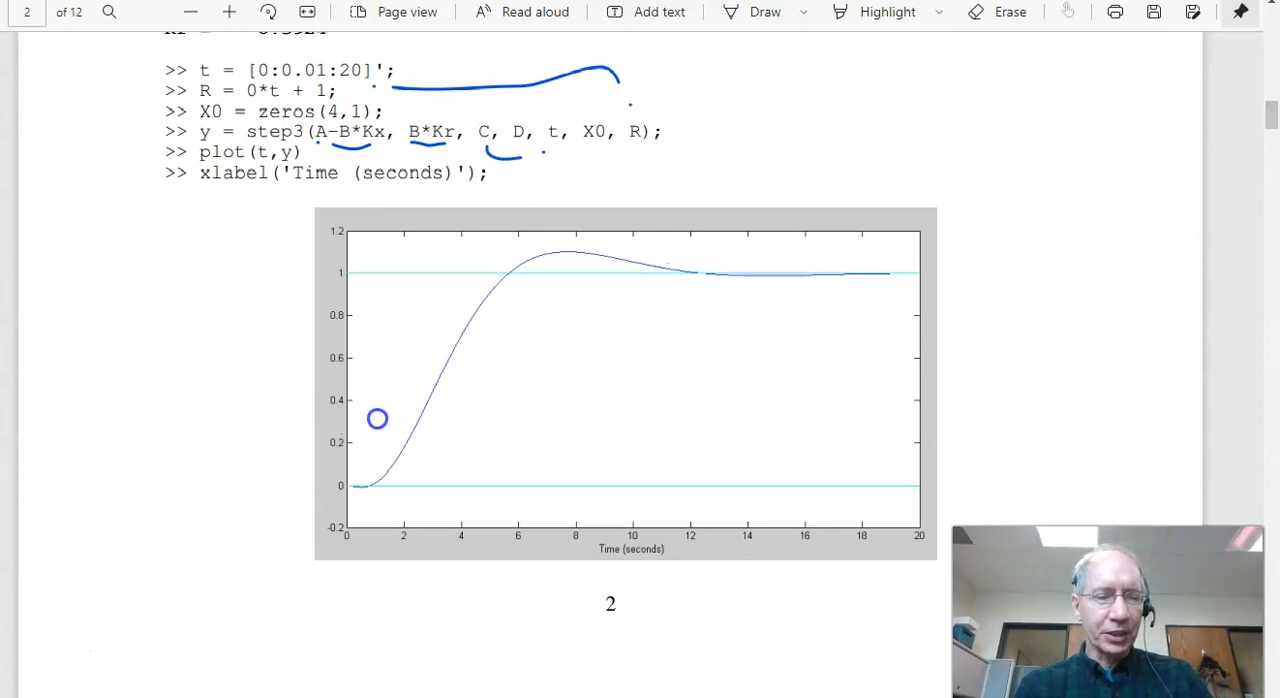 2 of 12 Page view Read aloud Add text Draw Highlight Erase
>> t = [0:0.01:20]';
>> R = 0*t + 1;
>> X0 = zeros(4,1);
>> y = step3(A-B*Kx, B*Kr, C, D, t, X0, R);
>> plot(t,y)
>> xlabel('Time (seconds)');
1.2
1
0.8
0.6
0.4
0.2
0
-0.2
0 2 4 6 8 10 12 14 16 18 20
Time (seconds)
2